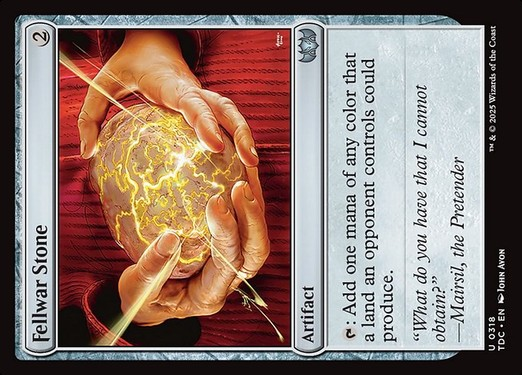 Fellwar Stone 2
Artifact
: Add one mana of any color that
a land an opponent controls could
produce.
“What do you have that I cannot
obtain?”
—Mairsil, the Pretender
U 0318
TDC • EN JOHN AVON
™ & © 2025 Wizards of the Coast